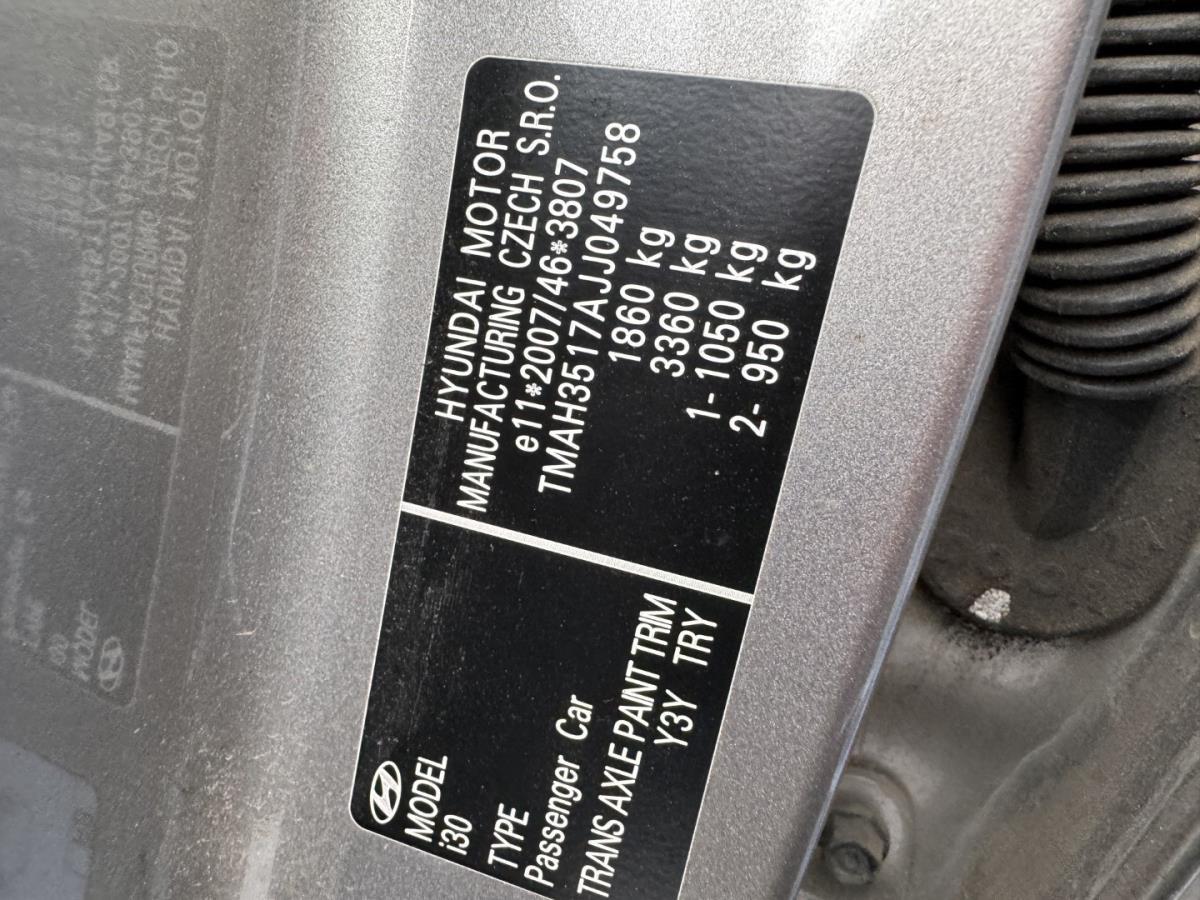 HYUNDAI MOTOR
MANUFACTURING CZECH S.R.O.
e11*2007/46*3807
TMAH3517AJJ049758
1860 kg
3360 kg
1- 1050 kg
2- 950 kg
MODEL
i30
TYPE
Passenger Car
TRANS AXLE PAINT TRIM
Y3Y TRY